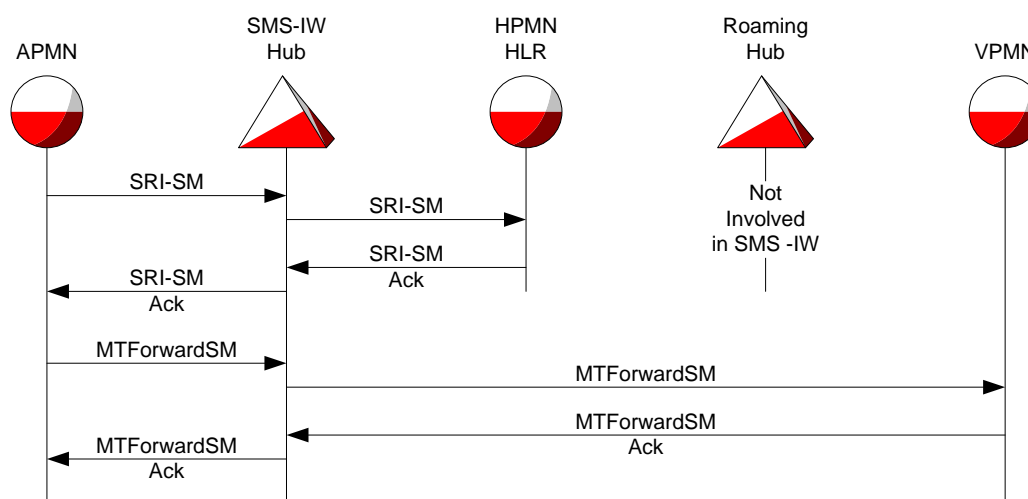 APMN
SMS-IW
Hub
HPMN
HLR
Roaming
Hub
VPMN
SRI-SM
SRI-SM
SRI-SM
Ack
SRI-SM
Ack
Not
Involved
in SMS -IW
MTForwardSM
MTForwardSM
MTForwardSM
Ack
MTForwardSM
Ack